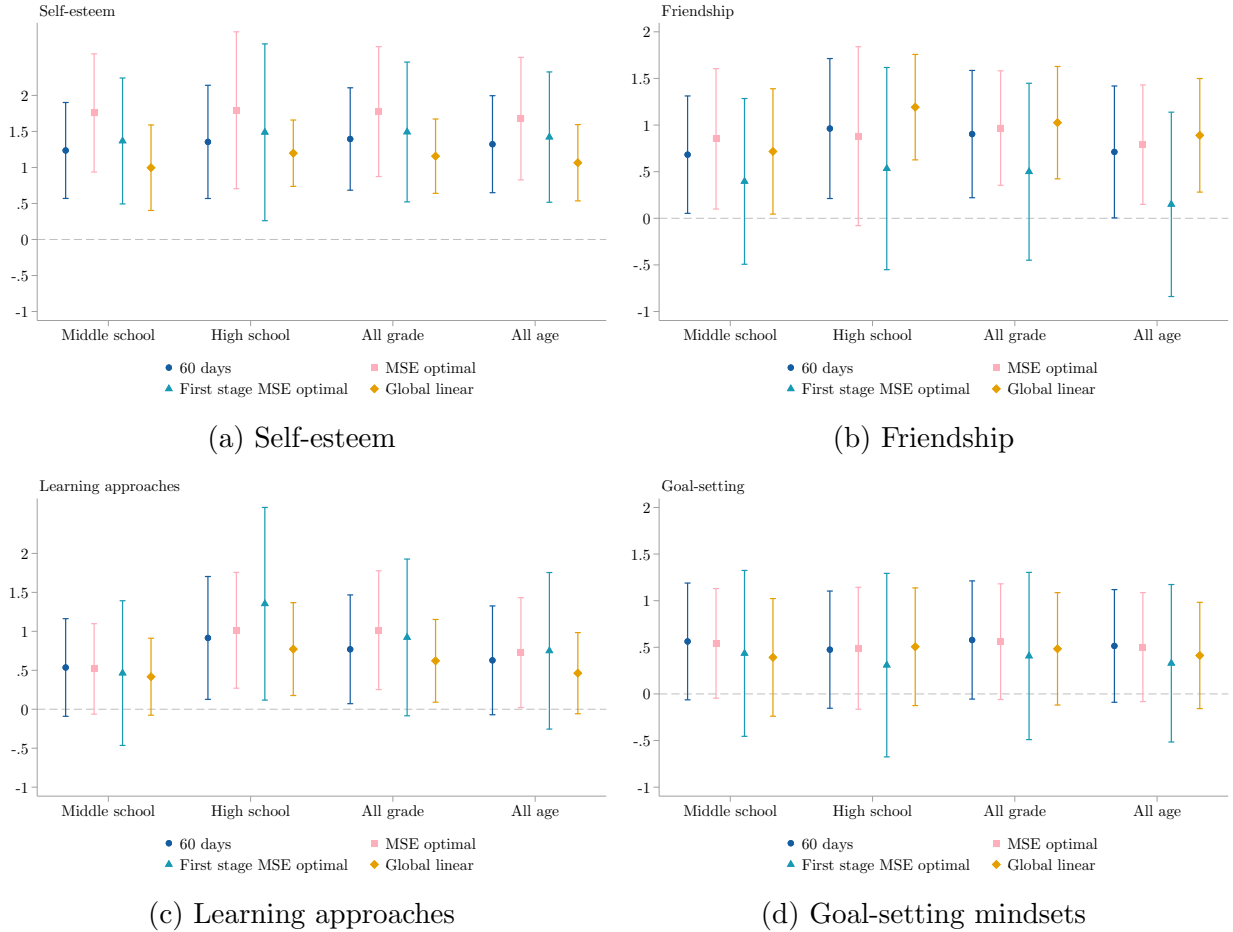 Self-esteem
2
1.5
1
.5
0
-.5
-1
Middle school High school All grade All age
60 days MSE optimal
First stage MSE optimal Global linear
(a) Self-esteem
Friendship
2
1.5
1
.5
0
-.5
-1
Middle school High school All grade All age
60 days MSE optimal
First stage MSE optimal Global linear
(b) Friendship
Learning approaches
2
1.5
1
.5
0
-.5
-1
Middle school High school All grade All age
60 days MSE optimal
First stage MSE optimal Global linear
(c) Learning approaches
Goal-setting
2
1.5
1
.5
0
-.5
-1
Middle school High school All grade All age
60 days MSE optimal
First stage MSE optimal Global linear
(d) Goal-setting mindsets